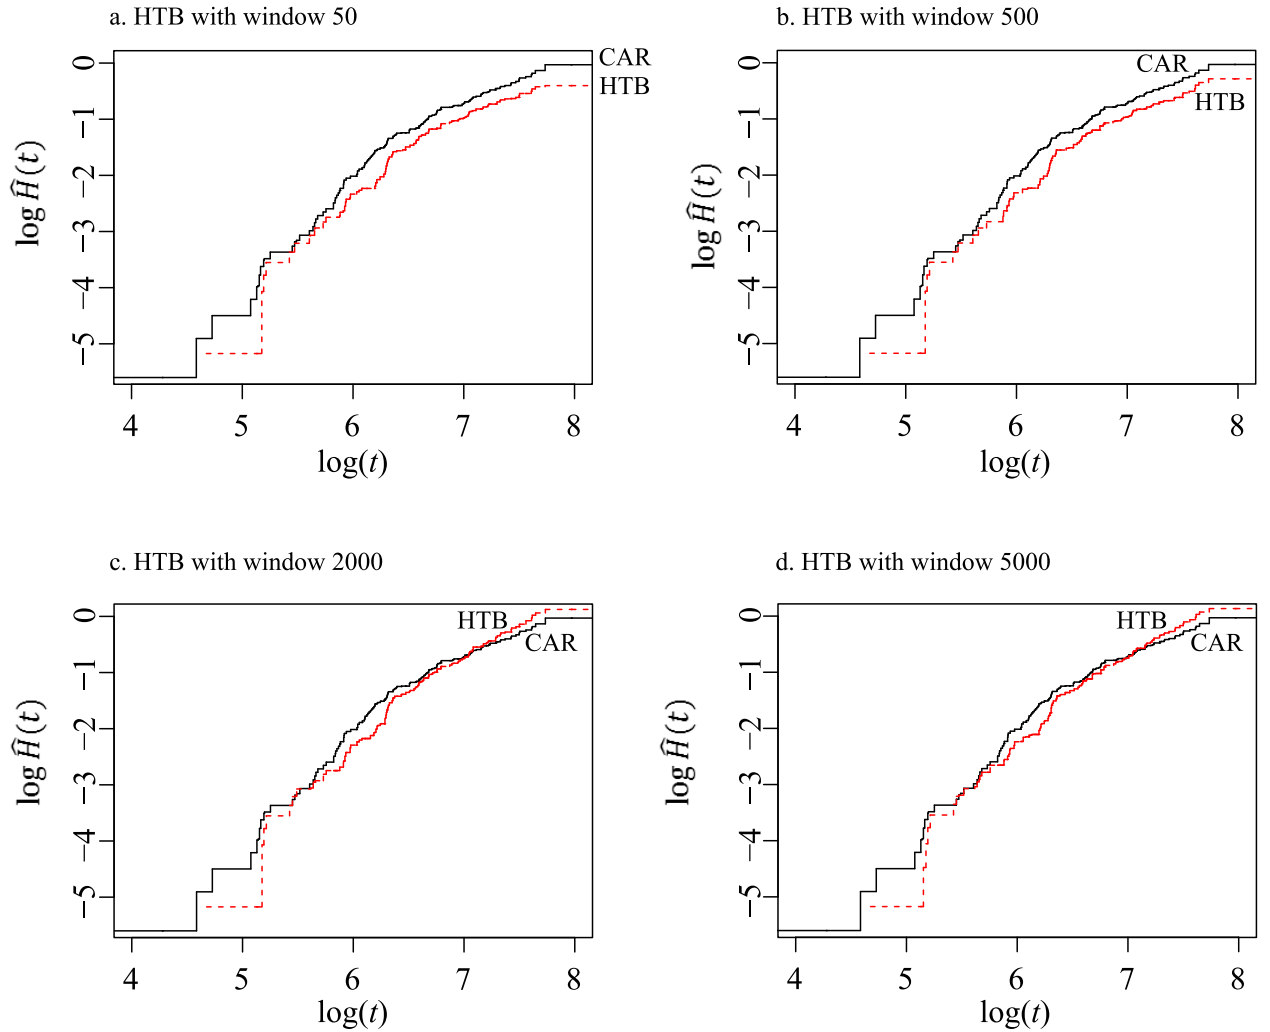 a. HTB with window 50
0
−1
−2
−3
−4
−5
log Ĥ(t)
CAR
HTB
4 5 6 7 8
log(t)
b. HTB with window 500
0
−1
−2
−3
−4
−5
log Ĥ(t)
CAR
HTB
4 5 6 7 8
log(t)
c. HTB with window 2000
0
−1
−2
−3
−4
−5
log Ĥ(t)
HTB
CAR
4 5 6 7 8
log(t)
d. HTB with window 5000
0
−1
−2
−3
−4
−5
log Ĥ(t)
HTB
CAR
4 5 6 7 8
log(t)